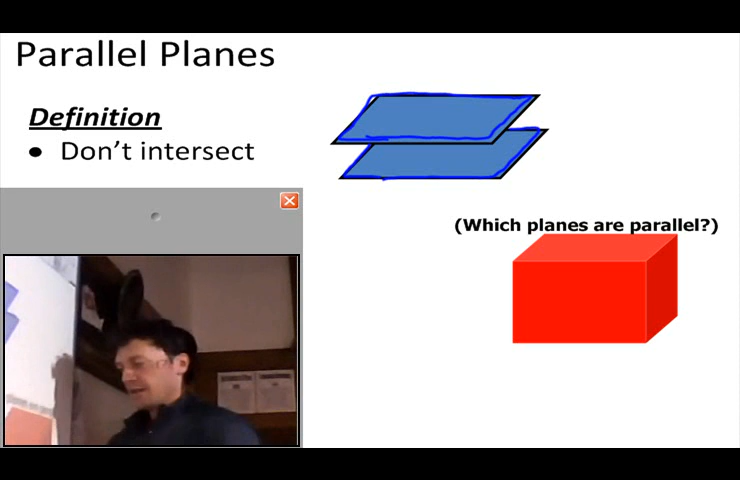 Parallel Planes
Definition
● Don’t intersect
(Which planes are parallel?)